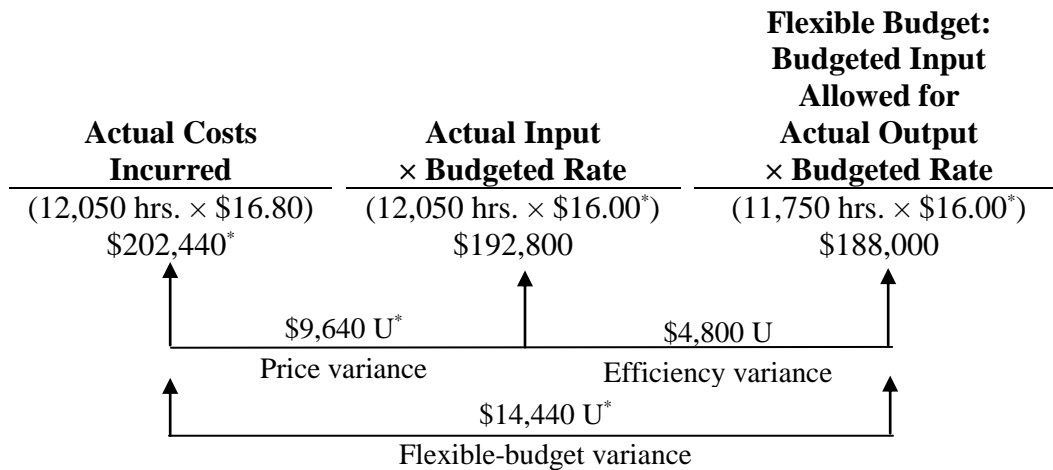 Flexible Budget:
Budgeted Input
Allowed for
Actual Costs Actual Input Actual Output
Incurred × Budgeted Rate × Budgeted Rate
(12,050 hrs. × $16.80) (12,050 hrs. × $16.00*) (11,750 hrs. × $16.00*)
$202,440* $192,800 $188,000
$9,640 U* $4,800 U
Price variance Efficiency variance
$14,440 U*
Flexible-budget variance